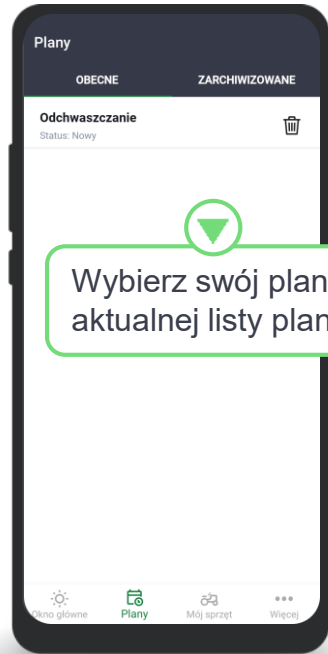 Plany
OBECNE ZARCHIWIZOWANE
Odchwaszczanie
Status: Nowy
Wybierz swój plan
aktualnej listy plan
Okno główne Plany Mój sprzęt Więcej